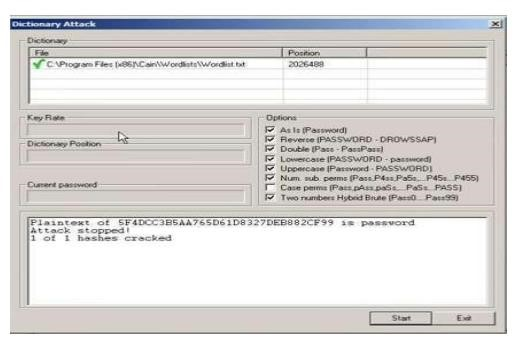 Dictionary Attack
Dictionary
File Position
C:\Program Files (x86)\Cain\Wordlists\Wordlist.txt 2026488
Key Rate
Dictionary Position
Current password
Options
As Is (Password)
Reverse (PASSWORD - DROWSSAP)
Double (Pass - PassPass)
Lowercase (PASSWORD - password)
Uppercase (Password - PASSWORD)
Num. sub. perms (Pass,P4ss,Pa5s,...P45s...P455)
Case perms (Pass,pAss,paSs,...PaSs...PASS)
Two numbers Hybrid Brute (Pass0....Pass99)
Plaintext of 5F4DCC3B5AA765D61D8327DEB882CF99 is password
Attack stopped!
1 of 1 hashes cracked
Start Exit